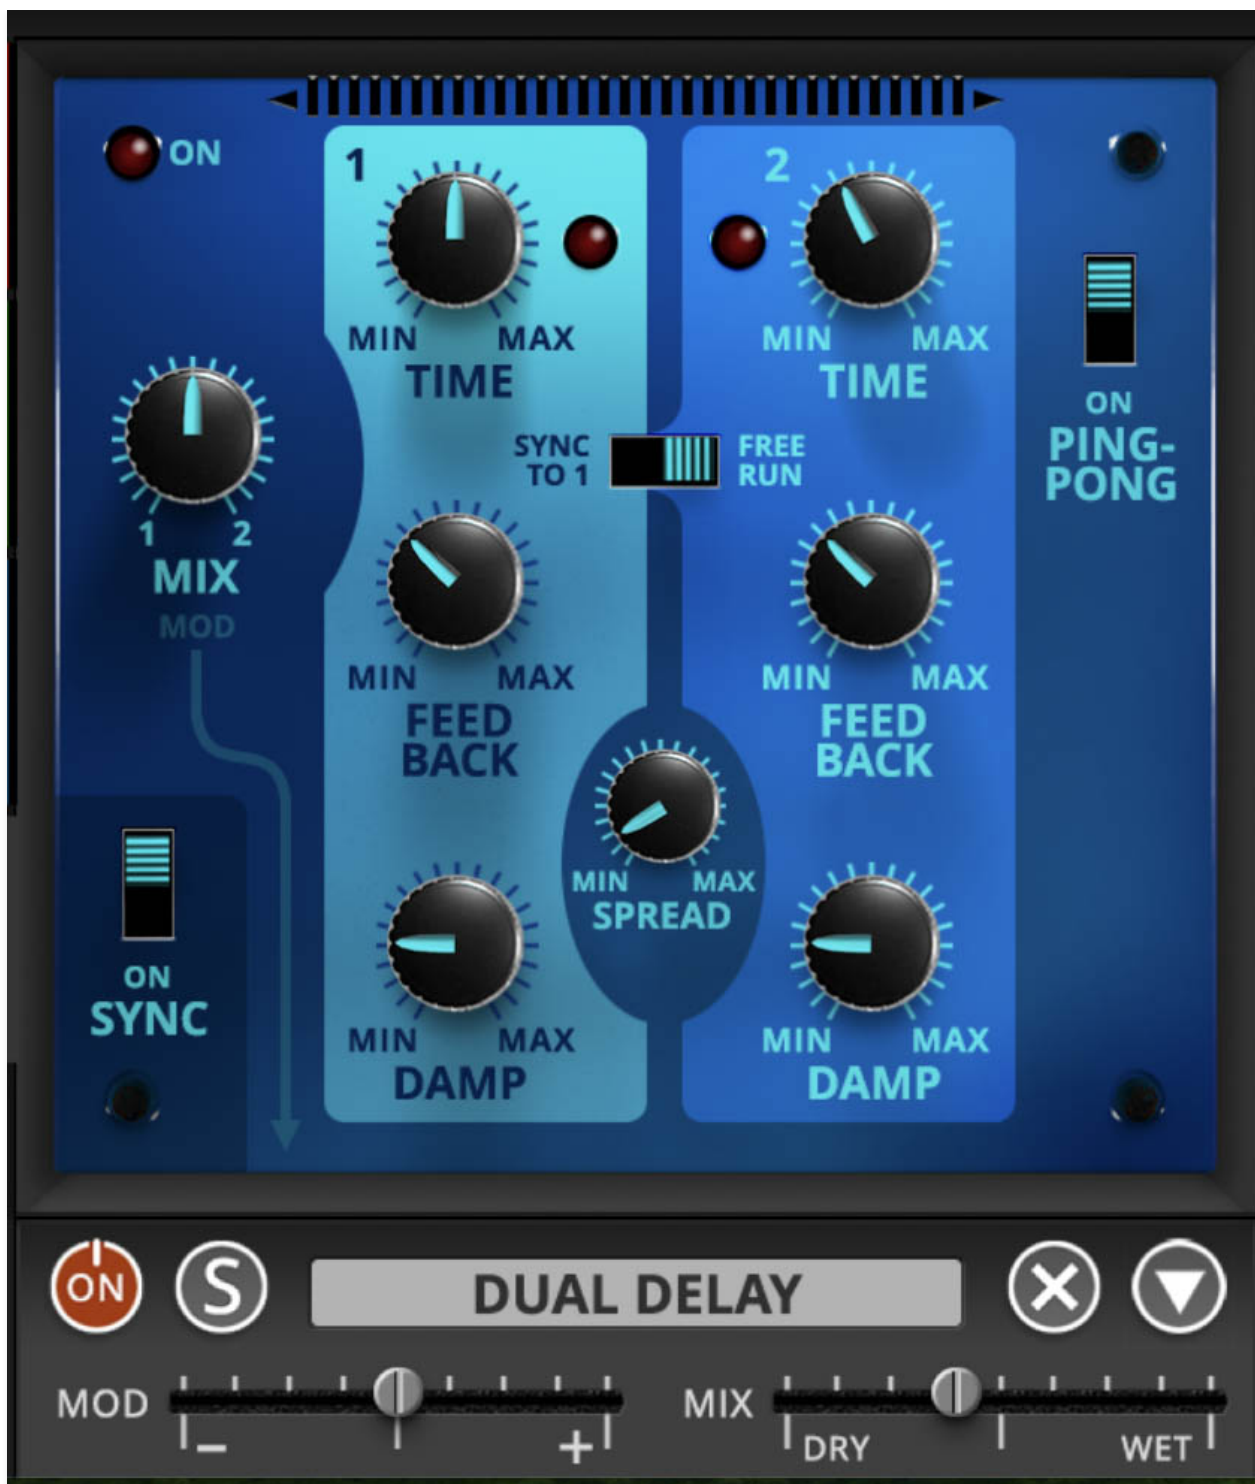 ON
1
MIN MAX
TIME
2
MIN MAX
TIME
SYNC
TO 1
FREE
RUN
ON
PING-
PONG
1 2
MIX
MOD
MIN MAX
FEED
BACK
MIN MAX
FEED
BACK
MIN MAX
SPREAD
ON
SYNC
MIN MAX
DAMP
MIN MAX
DAMP
ON
S
DUAL DELAY
MOD
- +
MIX
DRY WET